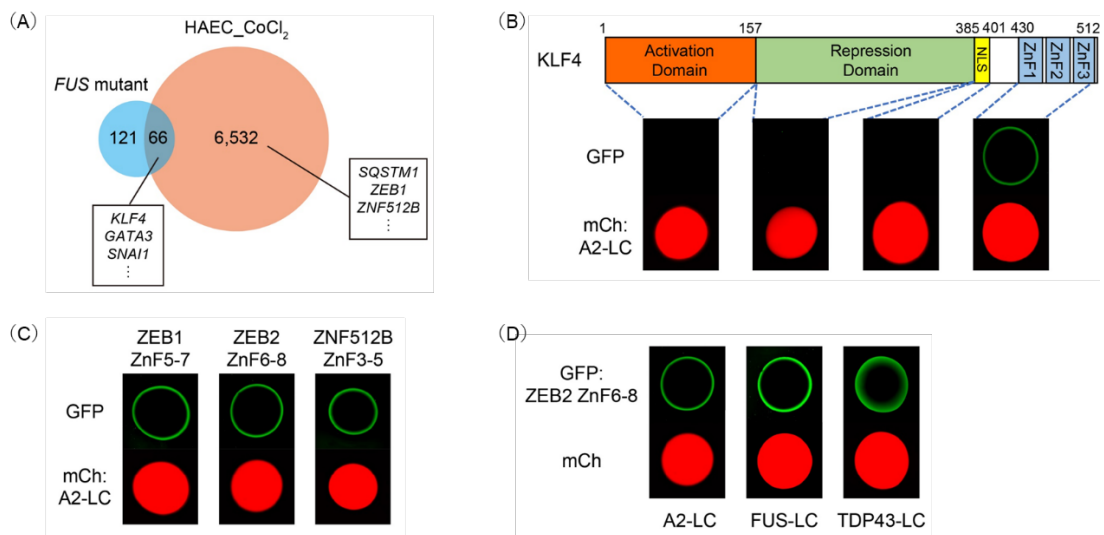 (A)
HAEC_CoCl₂
FUS mutant
121
66
6,532
KLF4
GATA3
SNAI1
⋮
SQSTM1
ZEB1
ZNF512B
⋮
(B)
1
157
385
401
430
512
KLF4
Activation
Domain
Repression
Domain
NLS
ZnF1
ZnF2
ZnF3
GFP
mCh:
A2-LC
(C)
ZEB1
ZnF5-7
ZEB2
ZnF6-8
ZNF512B
ZnF3-5
GFP
mCh:
A2-LC
(D)
GFP:
ZEB2 ZnF6-8
mCh
A2-LC
FUS-LC
TDP43-LC